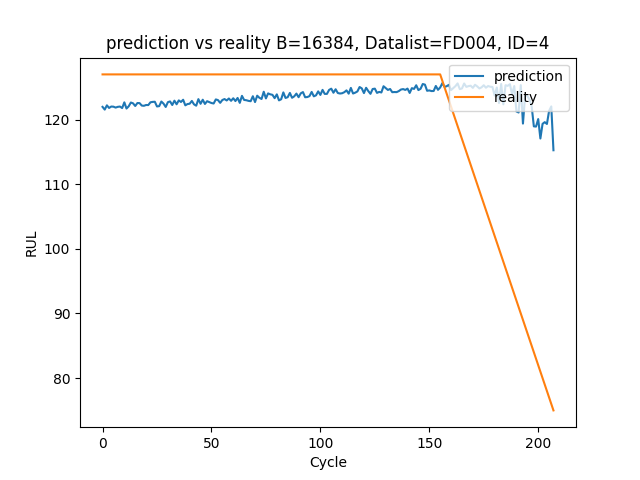 prediction vs reality B=16384, Datalist=FD004, ID=4
prediction
reality
RUL
120
110
100
90
80
0 50 100 150 200
Cycle